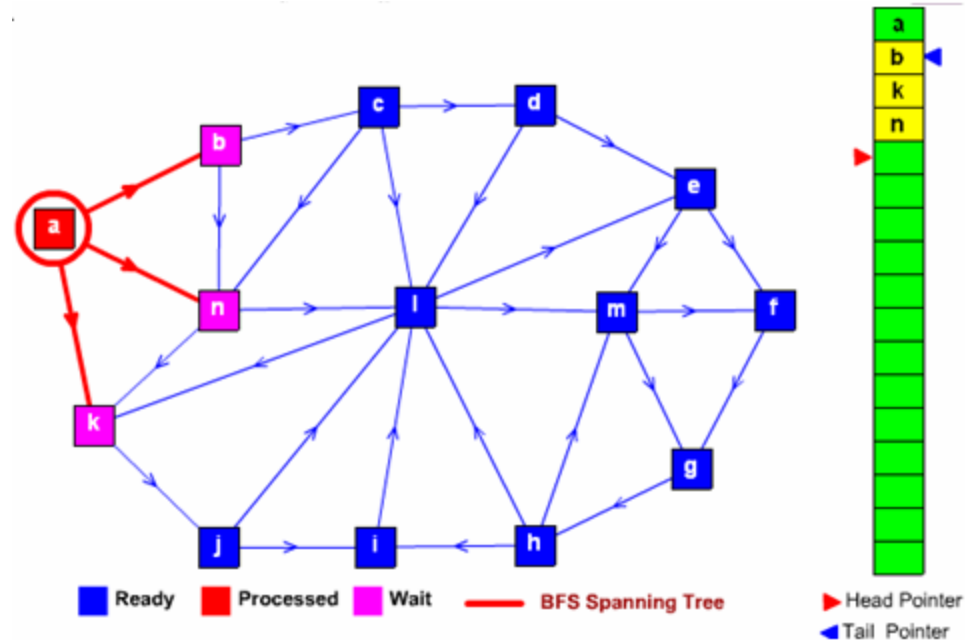 a
b
k
n
c
d
b
e
a
n
l
m
f
k
g
j
i
h
Ready
Processed
Wait
BFS Spanning Tree
Head Pointer
Tail Pointer